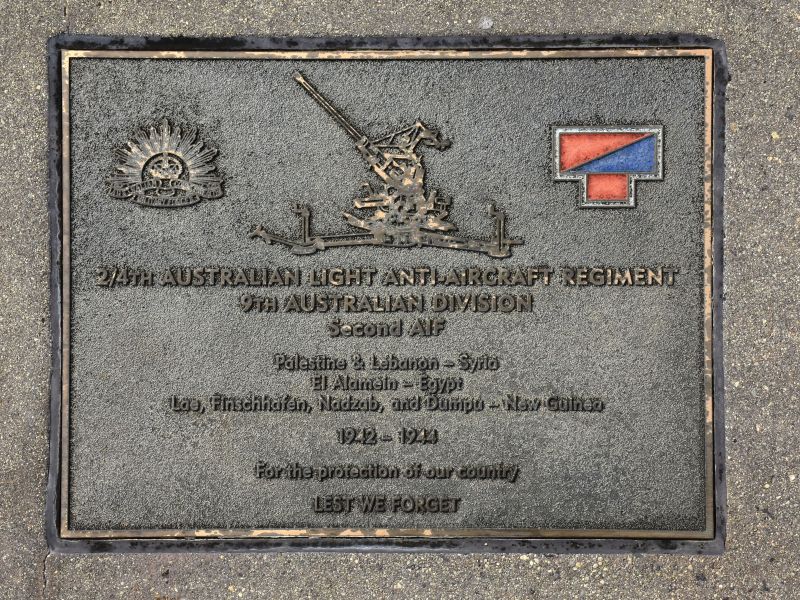 2/4TH AUSTRALIAN LIGHT ANTI-AIRCRAFT REGIMENT
9TH AUSTRALIAN DIVISION
Second AIF
Palestine & Lebanon – Syria
El Alamein – Egypt
Lae, Finschhafen, Nadzab, and Dumpu – New Guinea
1942 – 1944
For the protection of our country
LEST WE FORGET